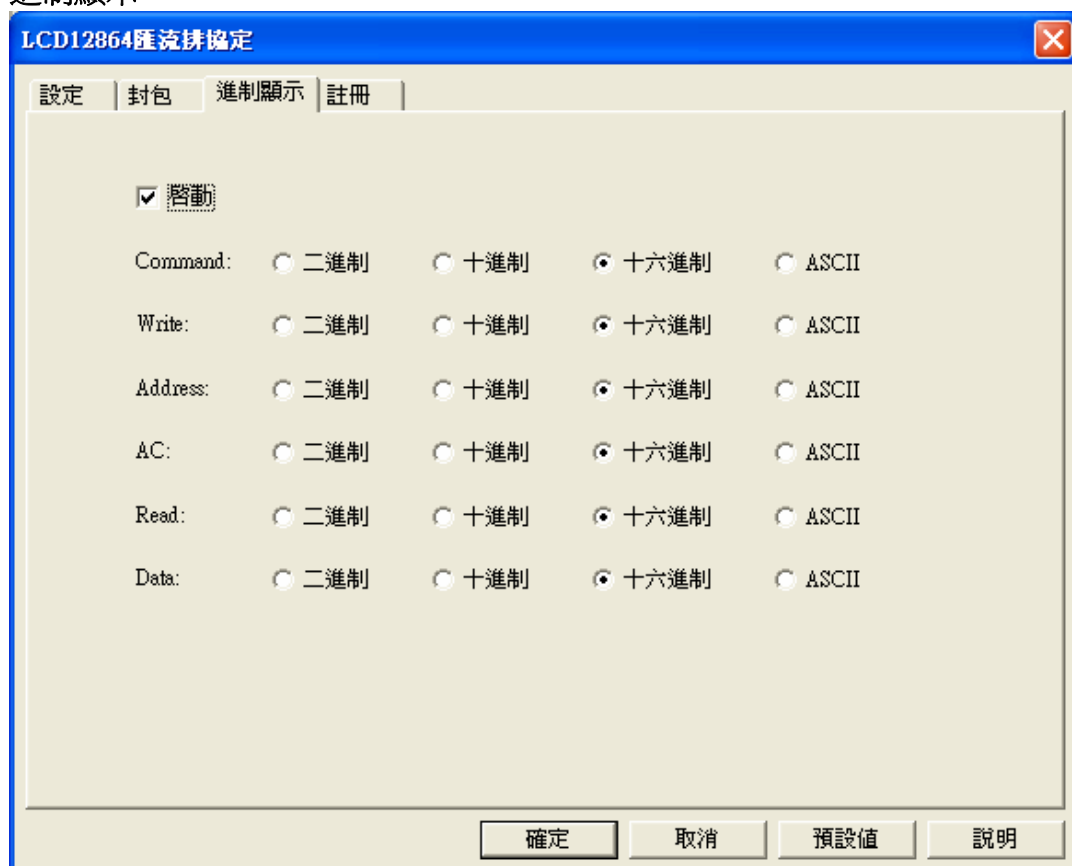 進制顯示
LCD12864匯流排協定
設定 封包 進制顯示 註冊
啓動
Command: 二進制 十進制 十六進制 ASCII
Write: 二進制 十進制 十六進制 ASCII
Address: 二進制 十進制 十六進制 ASCII
AC: 二進制 十進制 十六進制 ASCII
Read: 二進制 十進制 十六進制 ASCII
Data: 二進制 十進制 十六進制 ASCII
確定 取消 預設值 說明